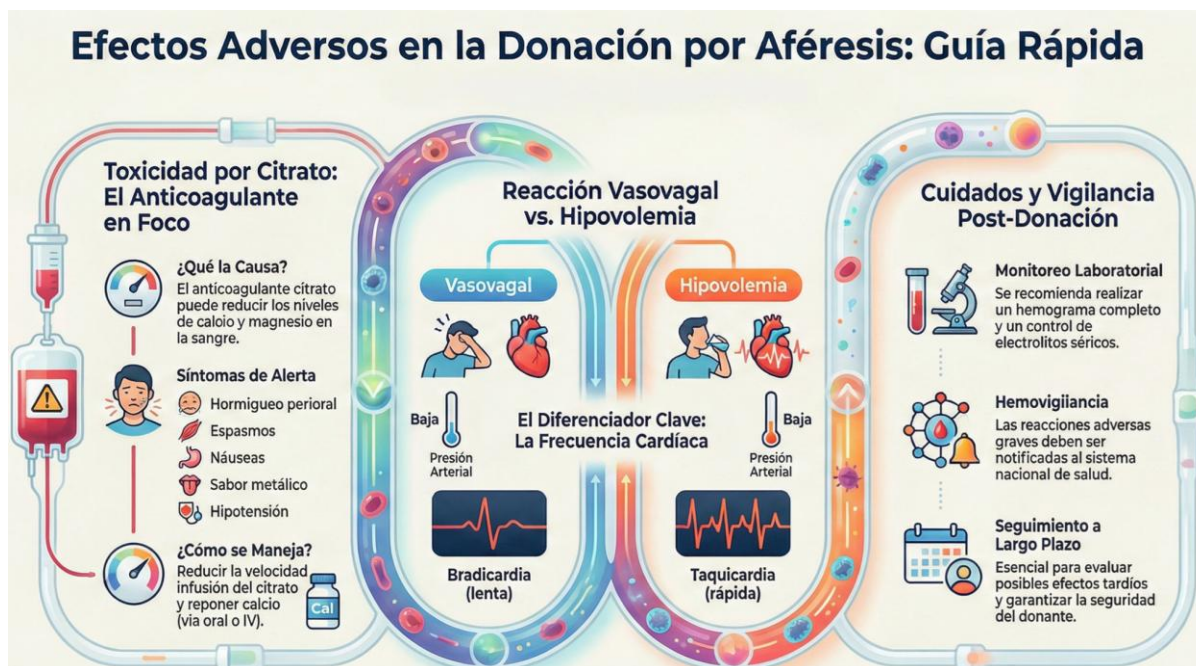 Efectos Adversos en la Donación por Aféresis: Guía Rápida
Toxicidad por Citrato:
El Anticoagulante
en Foco
¿Qué la Causa?
El anticoagulante citrato
puede reducir los niveles
de caloio y magnesio en
la sangre.
Síntomas de Alerta
Hormigueo perioral
Espasmos
Náuseas
Sabor metálico
Hipotensión
¿Cómo se Maneja?
Reducir la velocidad
infusión del citrato
y reponer calcio
(via oral o IV).
Cal
Reacción Vasovagal
vs. Hipovolemia
Vasovagal
Hipovolemia
Baja
Presión
Arterial
El Diferenciador Clave:
La Frecuencia Cardíaca
Baja
Presión
Arterial
Bradicardia
(lenta)
Taquicardia
(rápida)
Cuidados y Vigilancia
Post-Donación
Monitoreo Laboratorial
Se recomienda realizar
un hemograma completo
y un control de
electrolitos séricos.
Hemovigilancia
Las reacciones adversas
graves deben ser
notificadas al sistema
nacional de salud.
Seguimiento a
Largo Plazo
Esencial para evaluar
posibles efectos tardíos
y garantizar la seguridad
del donante.